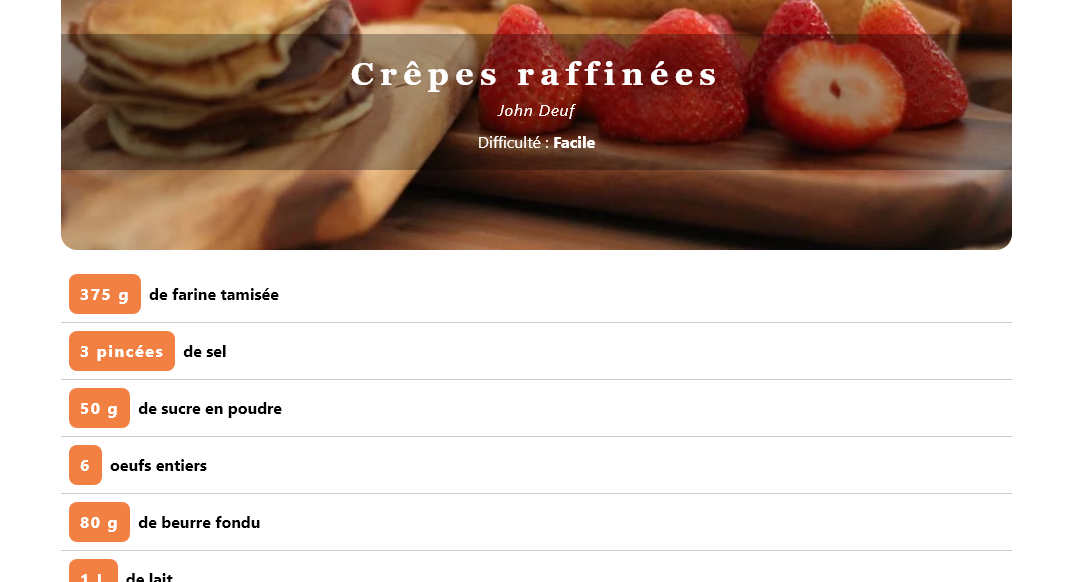 Crêpes raffinées
John Deuf
Difficulté : Facile
375 g de farine tamisée
3 pincées de sel
50 g de sucre en poudre
6 oeufs entiers
80 g de beurre fondu
1 L de lait